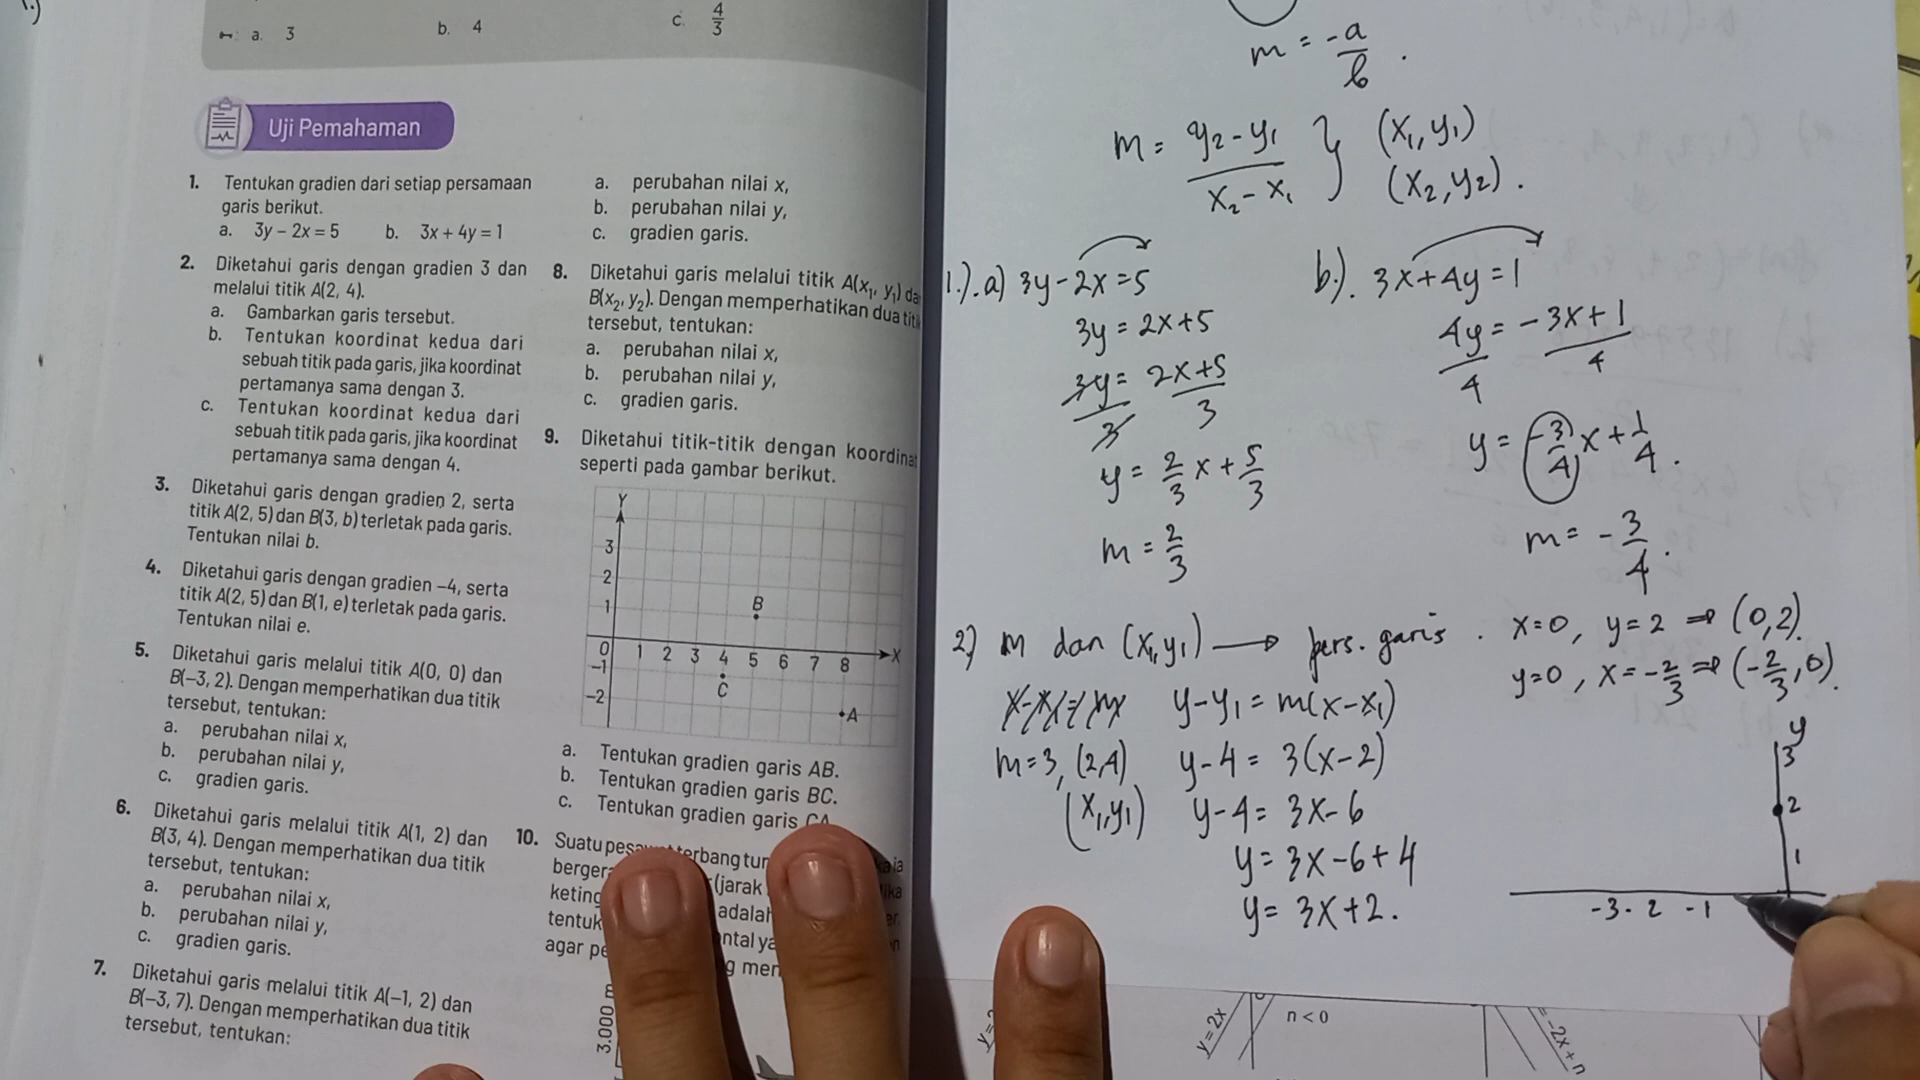 a. 3 b. 4 c. 4/3
Uji Pemahaman
1. Tentukan gradien dari setiap persamaan
garis berikut.
a. 3y – 2x = 5 b. 3x + 4y = 1
2. Diketahui garis dengan gradien 3 dan
melalui titik A(2, 4).
a. Gambarkan garis tersebut.
b. Tentukan koordinat kedua dari
sebuah titik pada garis, jika koordinat
pertamanya sama dengan 3.
c. Tentukan koordinat kedua dari
sebuah titik pada garis, jika koordinat
pertamanya sama dengan 4.
3. Diketahui garis dengan gradien 2, serta
titik A(2, 5) dan B(3, b) terletak pada garis.
Tentukan nilai b.
4. Diketahui garis dengan gradien –4, serta
titik A(2, 5) dan B(1, e) terletak pada garis.
Tentukan nilai e.
5. Diketahui garis melalui titik A(0, 0) dan
B(–3, 2). Dengan memperhatikan dua titik
tersebut, tentukan:
a. perubahan nilai x,
b. perubahan nilai y,
c. gradien garis.
6. Diketahui garis melalui titik A(1, 2) dan
B(3, 4). Dengan memperhatikan dua titik
tersebut, tentukan:
a. perubahan nilai x,
b. perubahan nilai y,
c. gradien garis.
7. Diketahui garis melalui titik A(–1, 2) dan
B(–3, 7). Dengan memperhatikan dua titik
tersebut, tentukan:
a. perubahan nilai x,
b. perubahan nilai y,
c. gradien garis.
8. Diketahui garis melalui titik A(x₁, y₁) da
B(x₂, y₂). Dengan memperhatikan dua titi
tersebut, tentukan:
a. perubahan nilai x,
b. perubahan nilai y,
c. gradien garis.
9. Diketahui titik-titik dengan koordina
seperti pada gambar berikut.
Y
3
2
1
B
0 1 2 3 4 5 6 7 8 X
–1
C
–2
A
a. Tentukan gradien garis AB.
b. Tentukan gradien garis BC.
c. Tentukan gradien garis CA
10. Suatu pes terbang tur ka ia
berger (jarak ika
keting adalah er
tentuk ntal ya n
agar pe g men
3.000 m
m = -a/b .
m = y₂-y₁/x₂-x₁ } (x₁, y₁)
(x₂, y₂) .
1.). a) 3y-2x=5
3y = 2x+5
3y/3 = 2x+5/3
y = 2/3 x + 5/3
m = 2/3
b). 3x+4y=1
4y/4 = -3x+1/4
y = -3/4 x + 1/4 .
m = -3/4 .
2) m dan (x₁,y₁) → pers. garis .
y-y₁ = m(x-x₁)
m=3, (2,4) y-4 = 3(x-2)
(x₁,y₁) y-4 = 3x-6
y = 3x-6+4
y = 3x+2.
x=0, y=2 ⇒ (0,2).
y=0, x=-2/3 ⇒ (-2/3, 0).
y
3
2
1
-3 . 2 -1
y = 2x
n < 0
= -2x + n